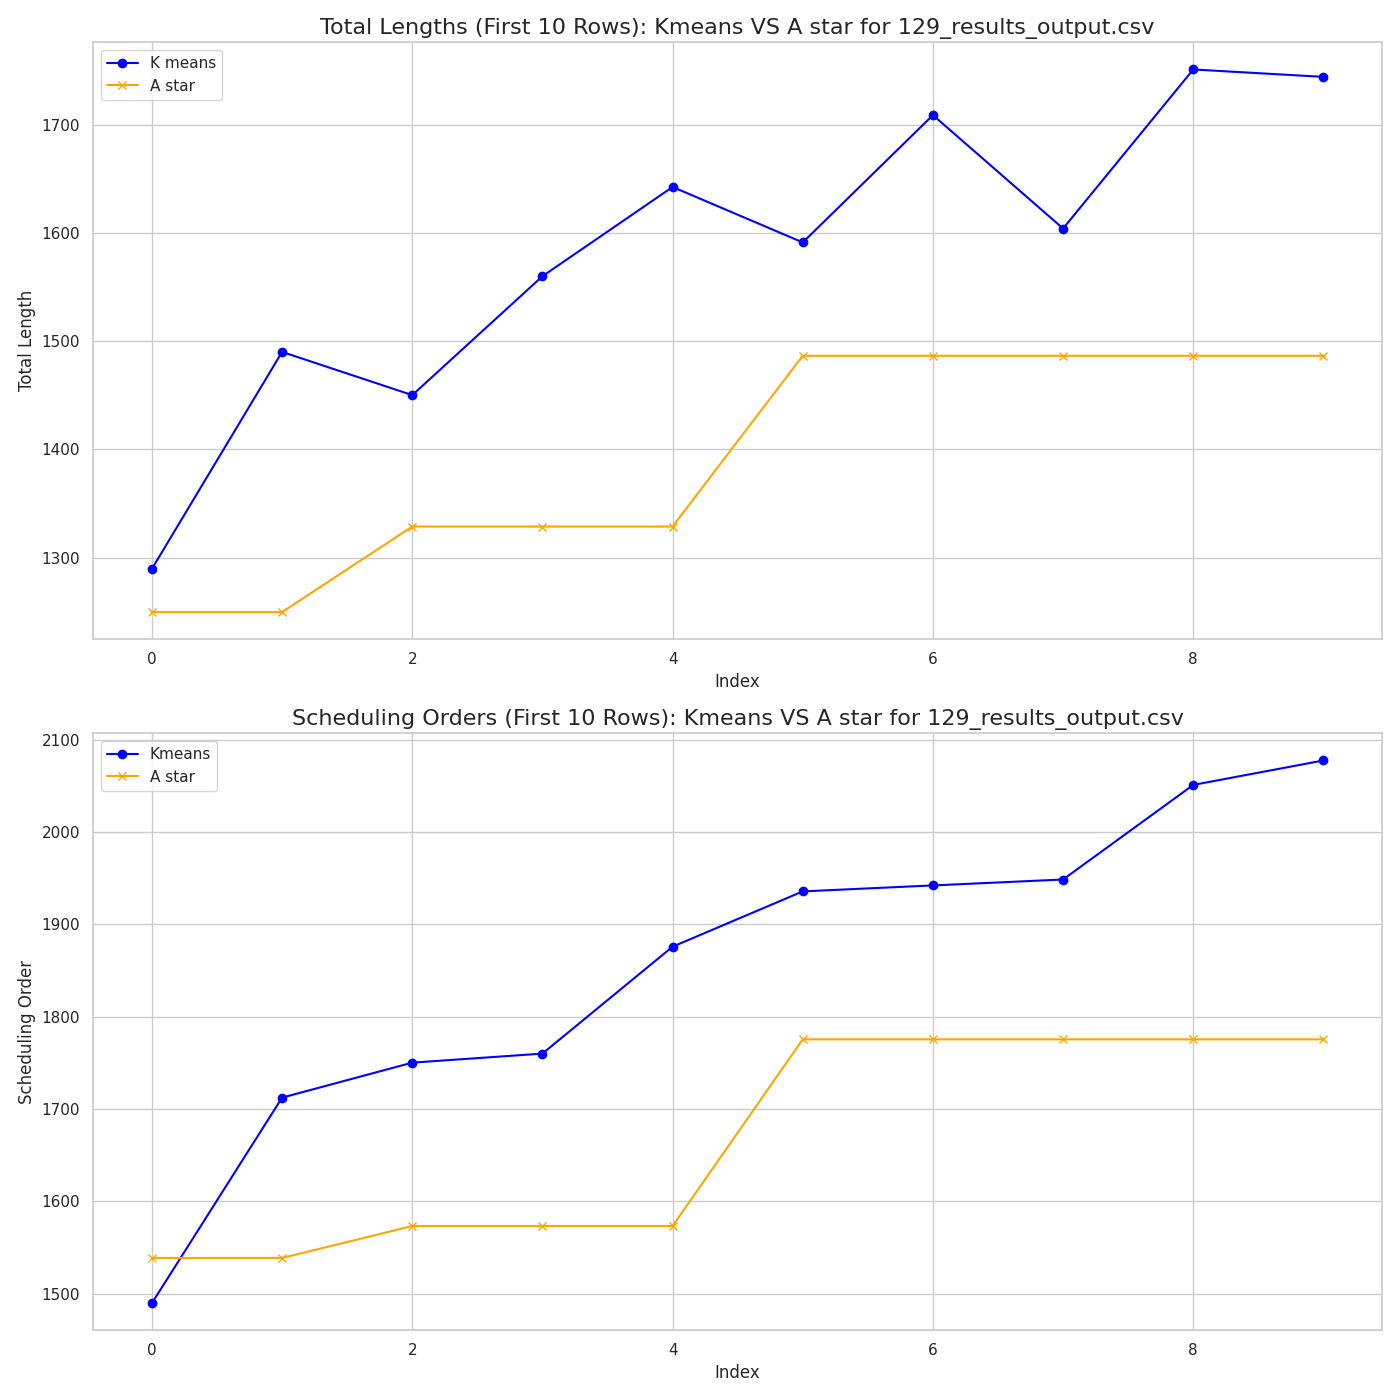 Total Lengths (First 10 Rows): Kmeans VS A star for 129_results_output.csv
K means
A star
1700
1600
1500
1400
1300
Total Length
0 2 4 6 8
Index
Scheduling Orders (First 10 Rows): Kmeans VS A star for 129_results_output.csv
Kmeans
A star
2100
2000
1900
1800
1700
1600
1500
Scheduling Order
0 2 4 6 8
Index